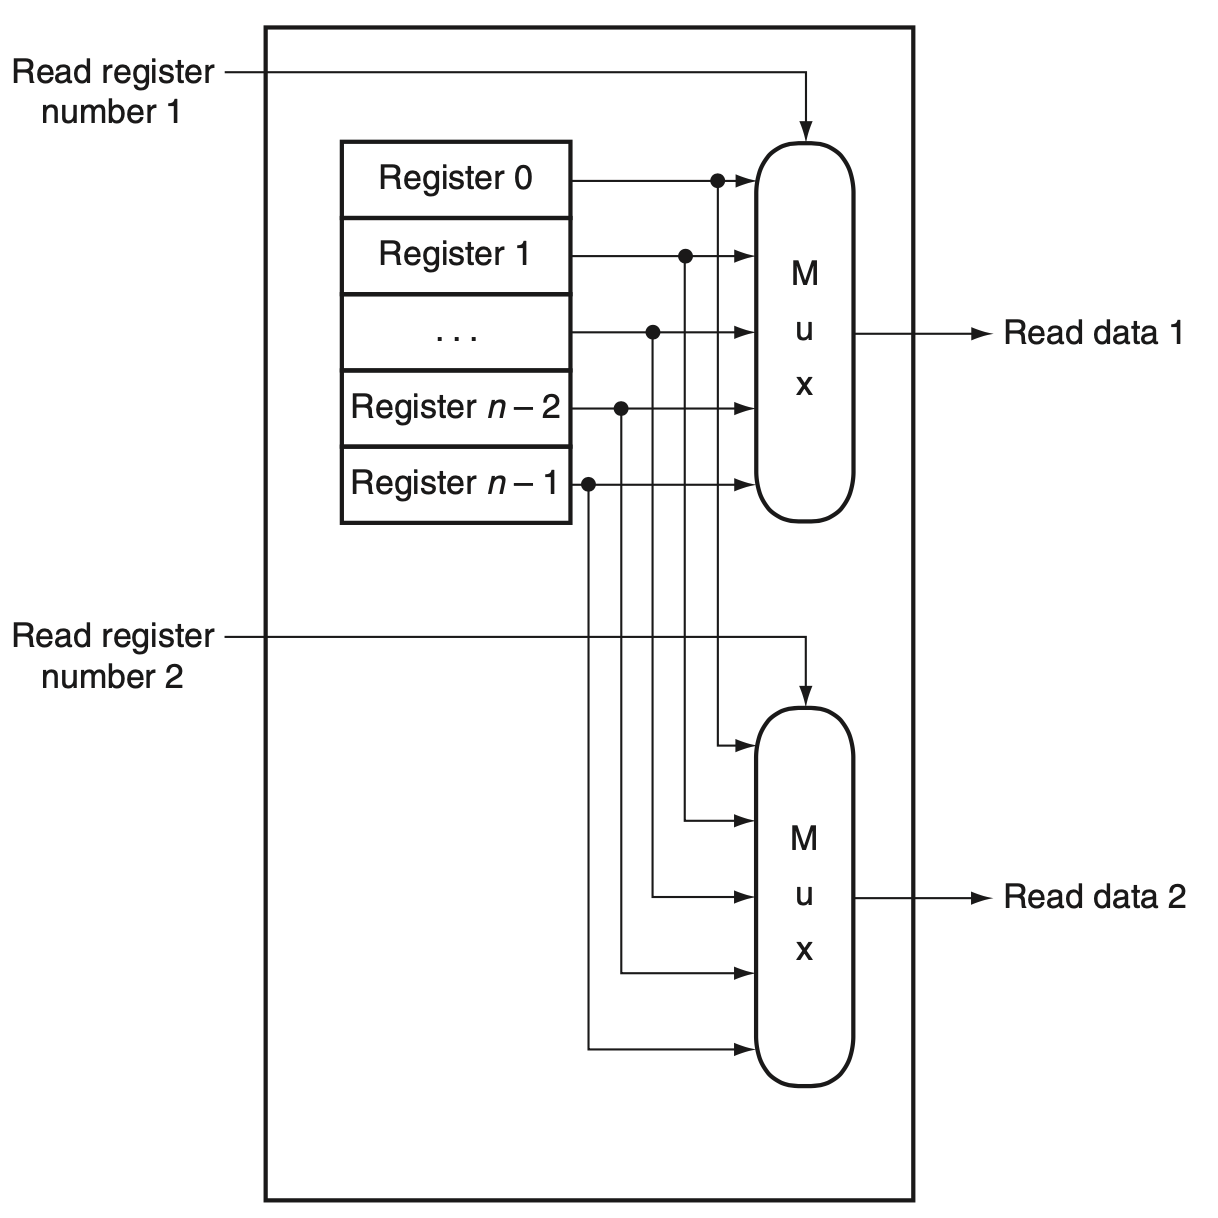 Read register
number 1
Register 0
Register 1
. . .
Register n – 2
Register n – 1
M
u
x
Read data 1
Read register
number 2
M
u
x
Read data 2